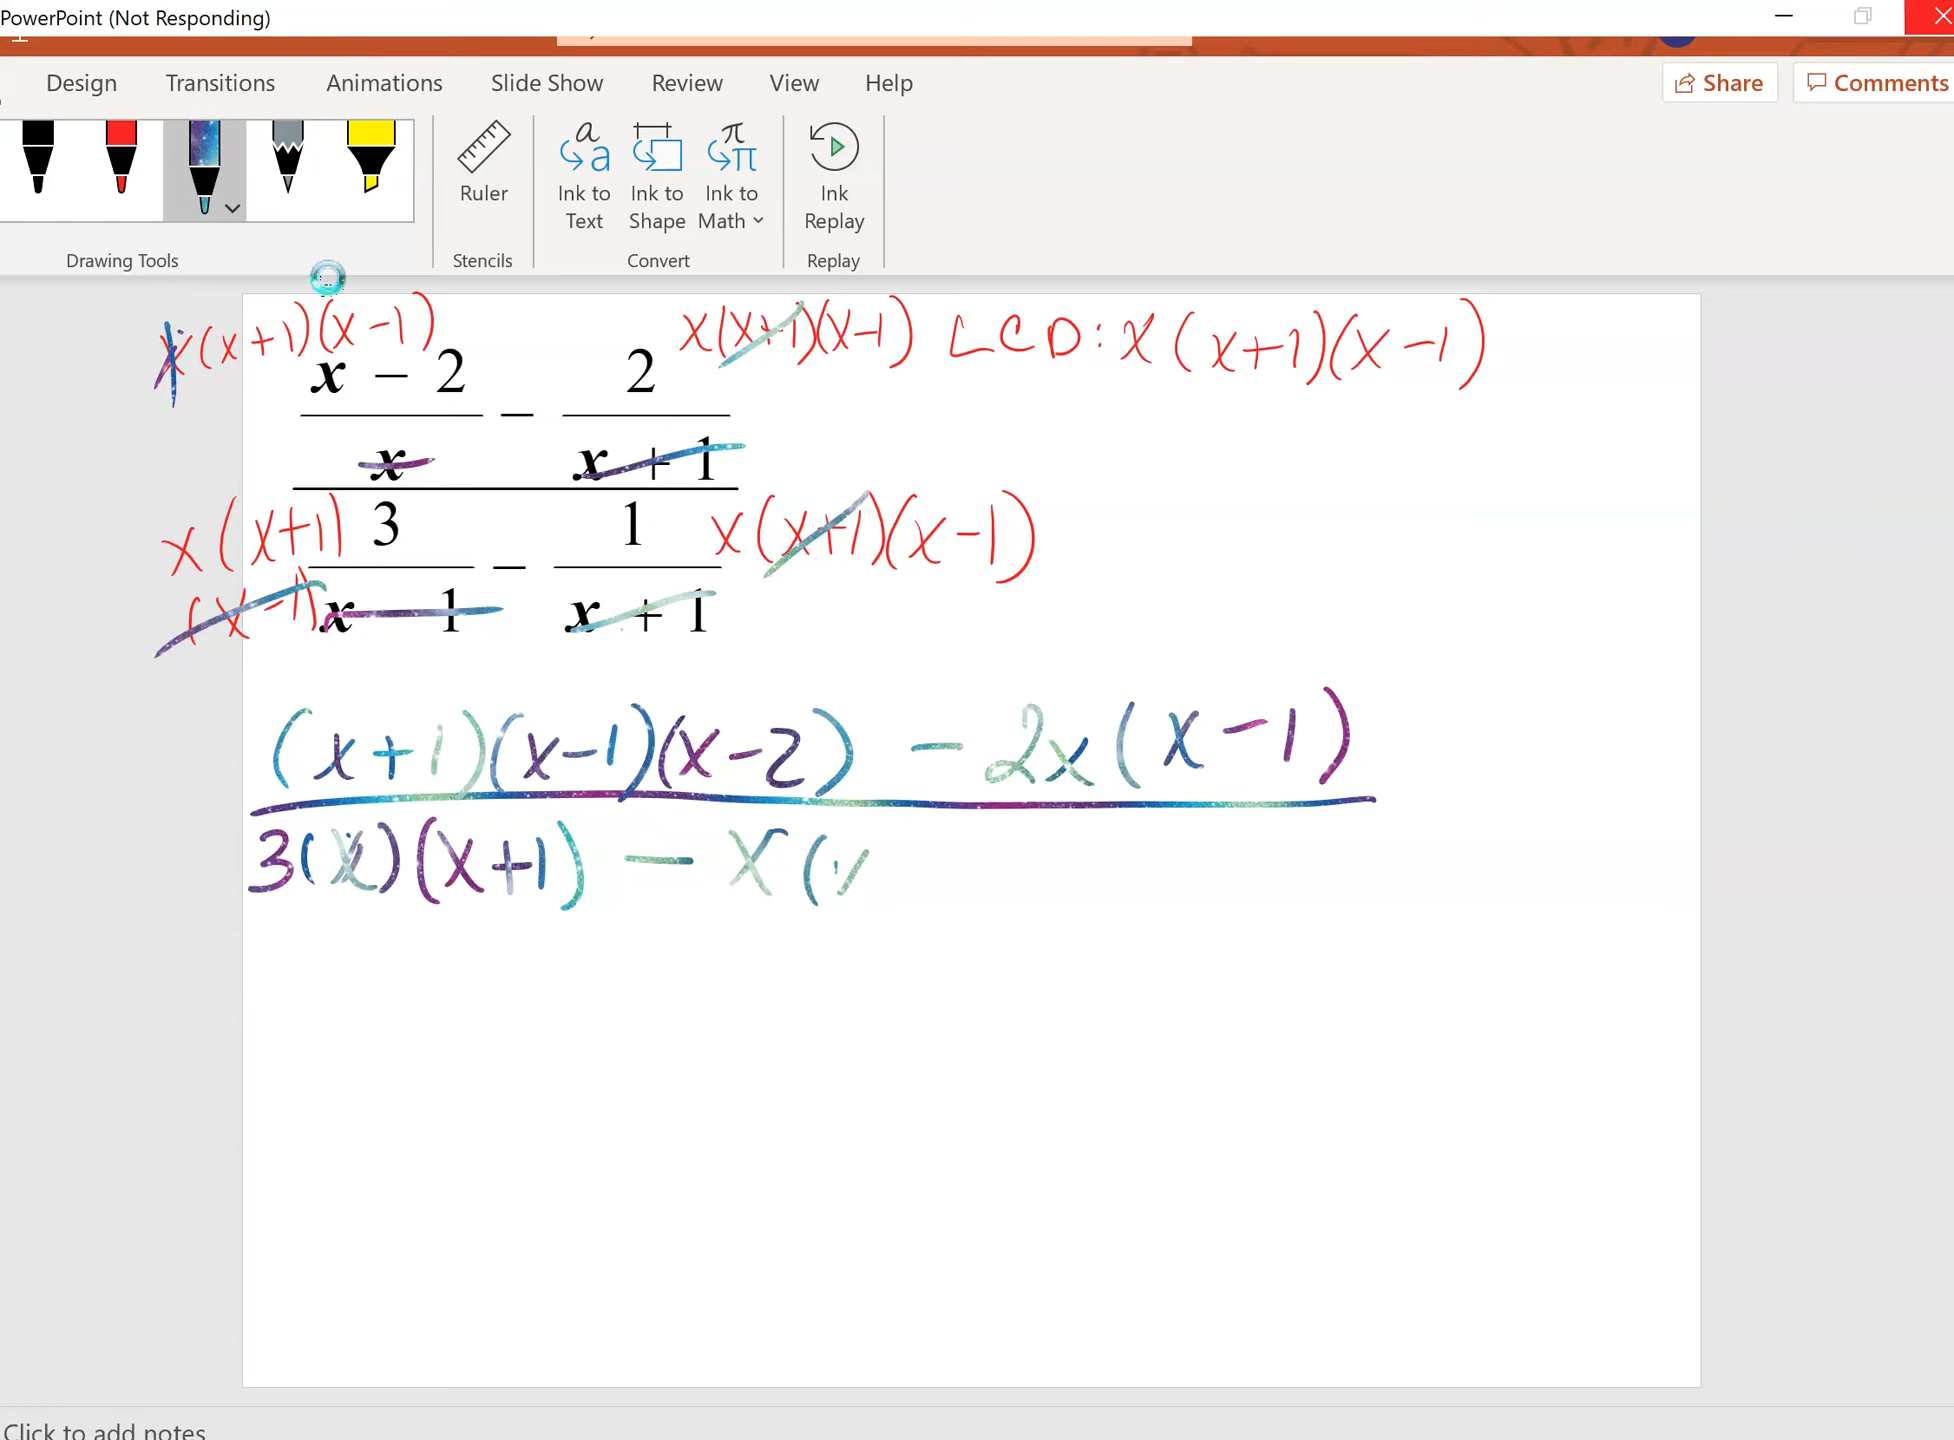 PowerPoint (Not Responding)
Design Transitions Animations Slide Show Review View Help Share Comments
a a π π
Ruler Ink to Text Ink to Shape Ink to Math Ink Replay
Drawing Tools Stencils Convert Replay
x(x+1)(x-1) x(x+1)(x-1) LCD: x(x+1)(x-1)
x − 2 − 2
x x + 1
x(x+1) 3 − 1 x(x+1)(x-1)
(x-1) x 1 x + 1
(x+1)(x-1)(x-2) - 2x(x-1)
3(x)(x+1) - x(x
Click to add notes